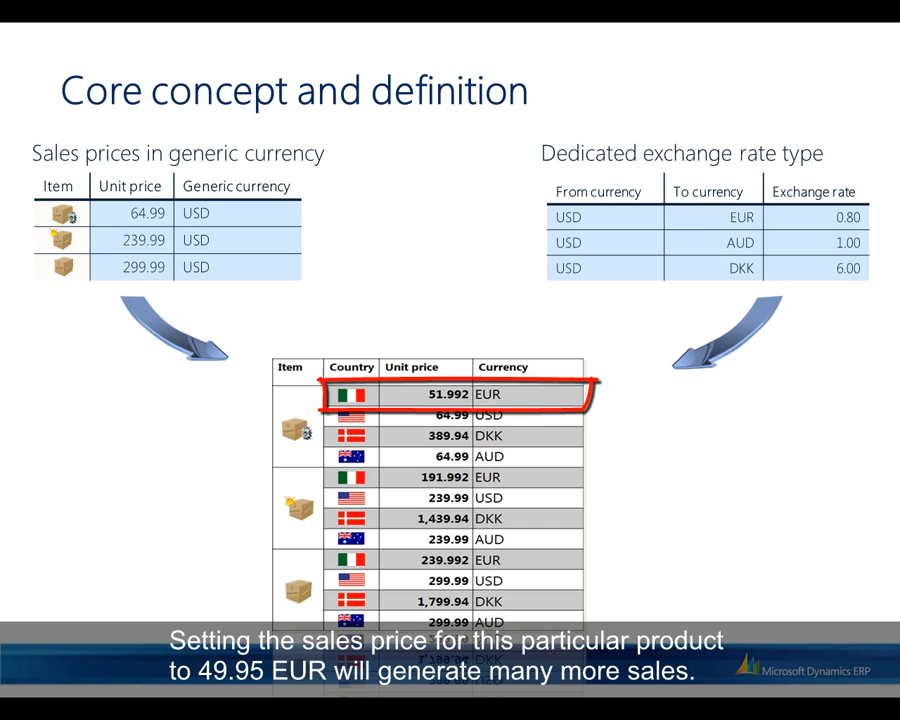 Core concept and definition
Sales prices in generic currency
Item Unit price Generic currency
64.99 USD
239.99 USD
299.99 USD
Dedicated exchange rate type
From currency To currency Exchange rate
USD EUR 0.80
USD AUD 1.00
USD DKK 6.00
Item Country Unit price Currency
51.992 EUR
64.99 USD
389.94 DKK
64.99 AUD
191.992 EUR
239.99 USD
1,439.94 DKK
239.99 AUD
239.992 EUR
299.99 USD
1,799.94 DKK
299.99 AUD
Setting the sales price for this particular product
to 49.95 EUR will generate many more sales.
Microsoft Dynamics ERP